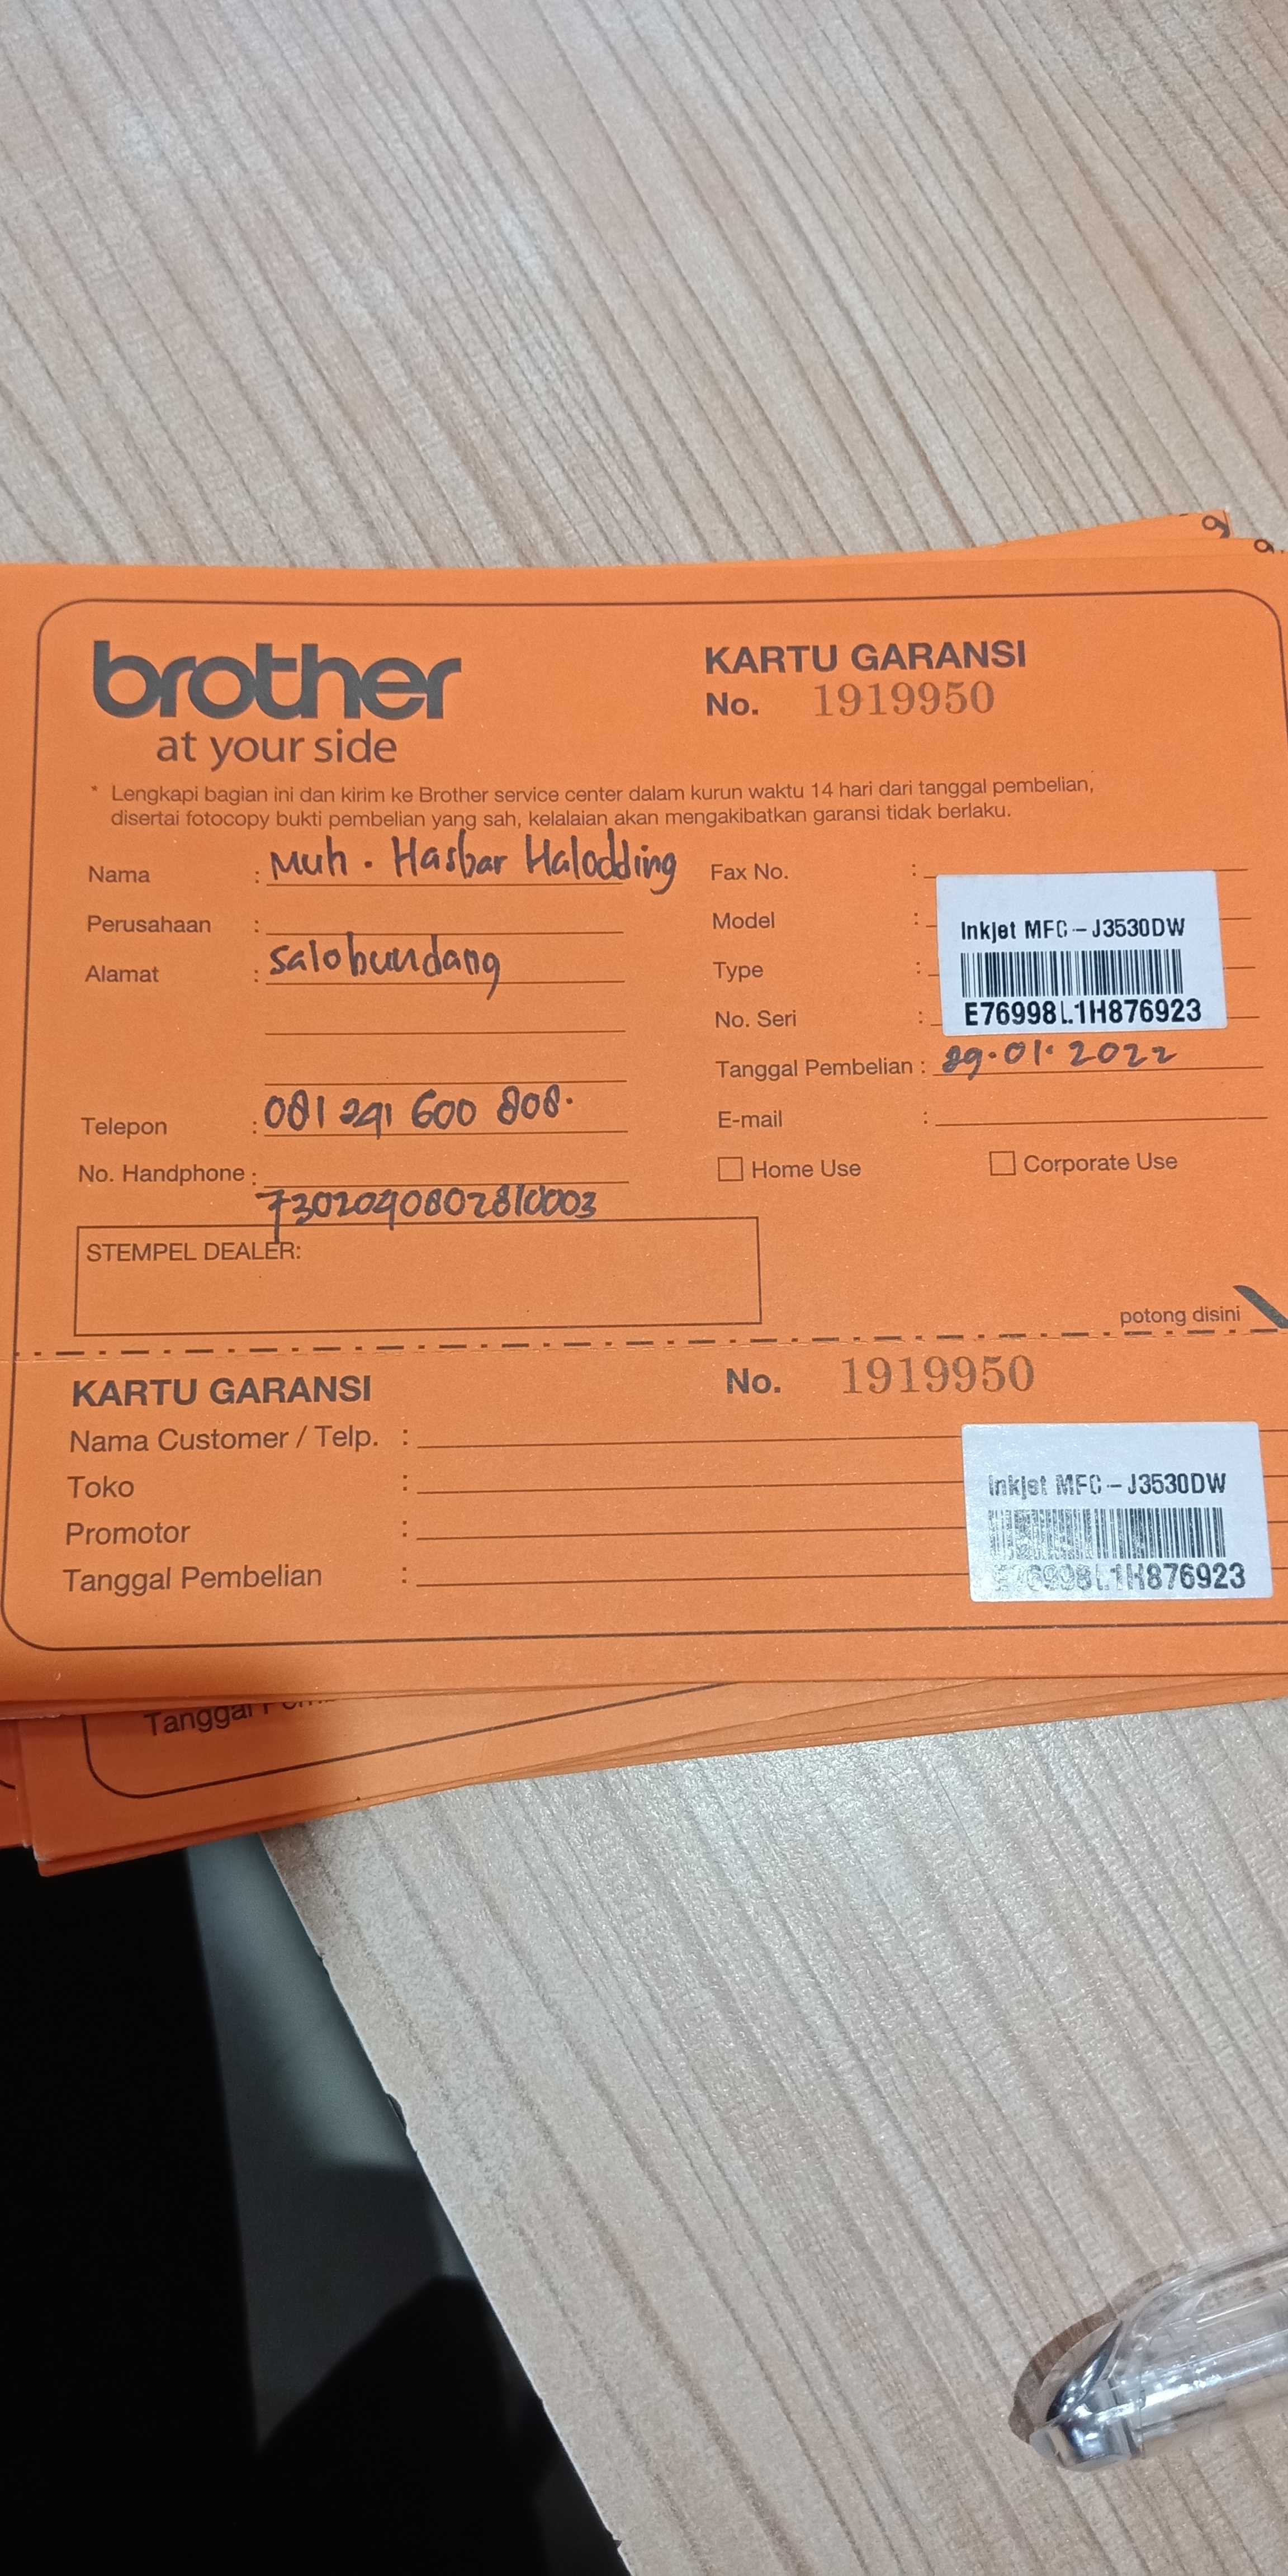 brother
at your side
KARTU GARANSI
No. 1919950
* Lengkapi bagian ini dan kirim ke Brother service center dalam kurun waktu 14 hari dari tanggal pembelian,
disertai fotocopy bukti pembelian yang sah, kelalaian akan mengakibatkan garansi tidak berlaku.
Nama : Muh. Hasbar Halodding
Perusahaan :
Alamat : Salobundang
Telepon : 081 291 600 808.
No. Handphone :
7302040802810003
Fax No. :
Model :
Type :
No. Seri :
Inkjet MFC-J3530DW
E76998L1H876923
Tanggal Pembelian : 29.01.2022
E-mail :
Home Use
Corporate Use
STEMPEL DEALER:
potong disini
KARTU GARANSI
No. 1919950
Nama Customer / Telp. :
Toko :
Promotor :
Tanggal Pembelian :
Inkjet MFC-J3530DW
E76998L1H876923
Tanggal